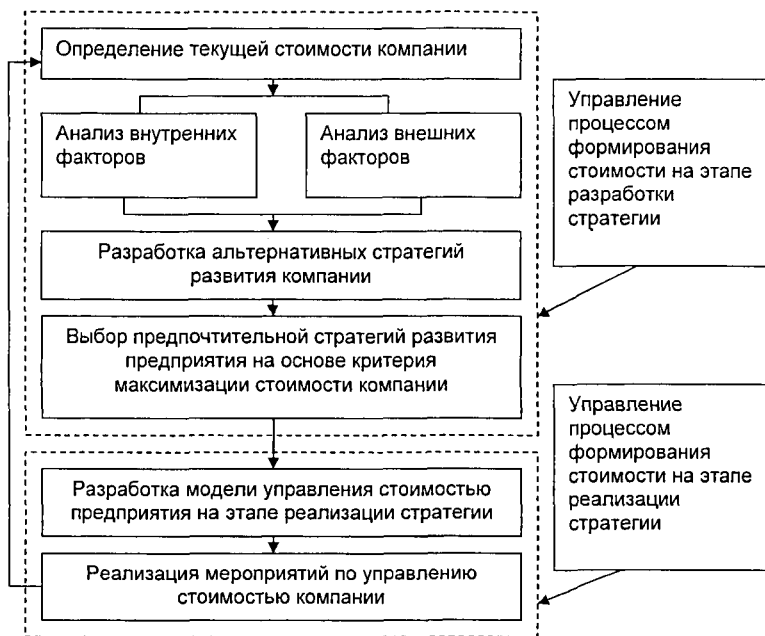 Определение текущей стоимости компании
Анализ внутренних
факторов
Анализ внешних
факторов
Разработка альтернативных стратегий
развития компании
Выбор предпочтительной стратегий развития
предприятия на основе критерия
максимизации стоимости компании
Разработка модели управления стоимостью
предприятия на этапе реализации стратегии
Реализация мероприятий по управлению
стоимостью компании
Управление
процессом
формирования
стоимости на этапе
разработки
стратегии
Управление
процессом
формирования
стоимости на этапе
реализации
стратегии